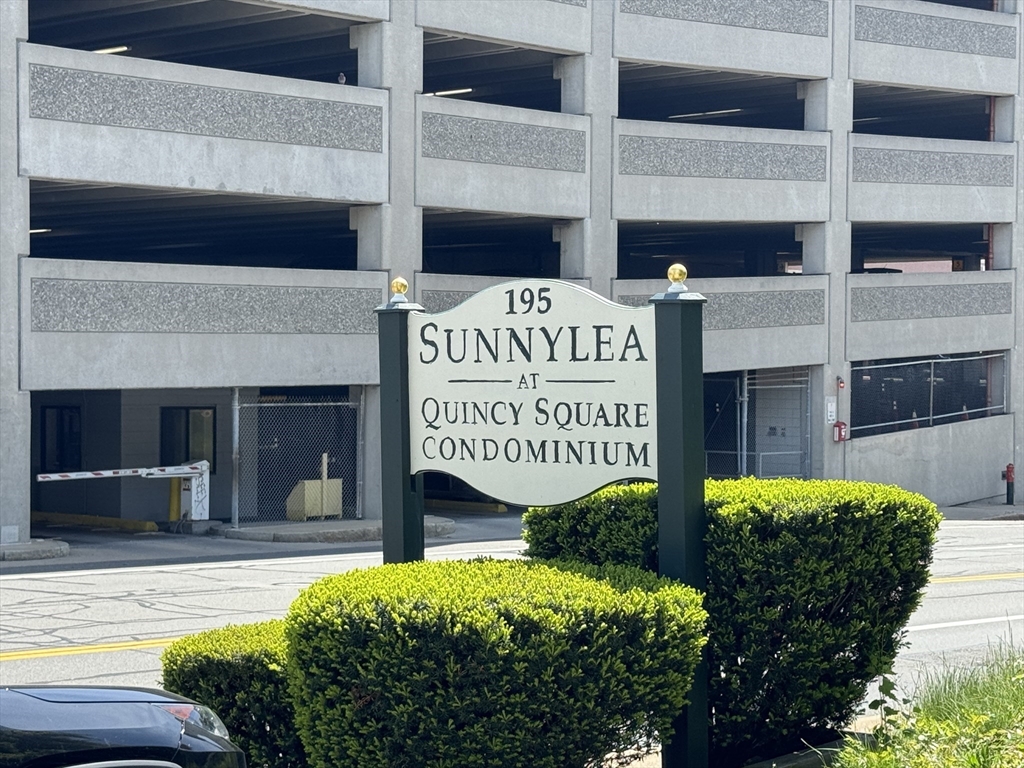 195
SUNNYLEA
AT
QUINCY SQUARE
CONDOMINIUM